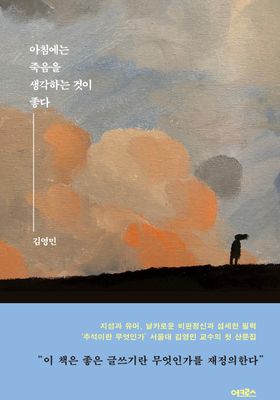 아침에는
죽음을
생각하는 것이
좋다
김영민
지성과 유머, 날카로운 비판정신과 섬세한 필력
'추석이란 무엇인가' 서울대 김영민 교수의 첫 산문집
"이 책은 좋은 글쓰기란 무엇인가를 재정의한다"
어크로스